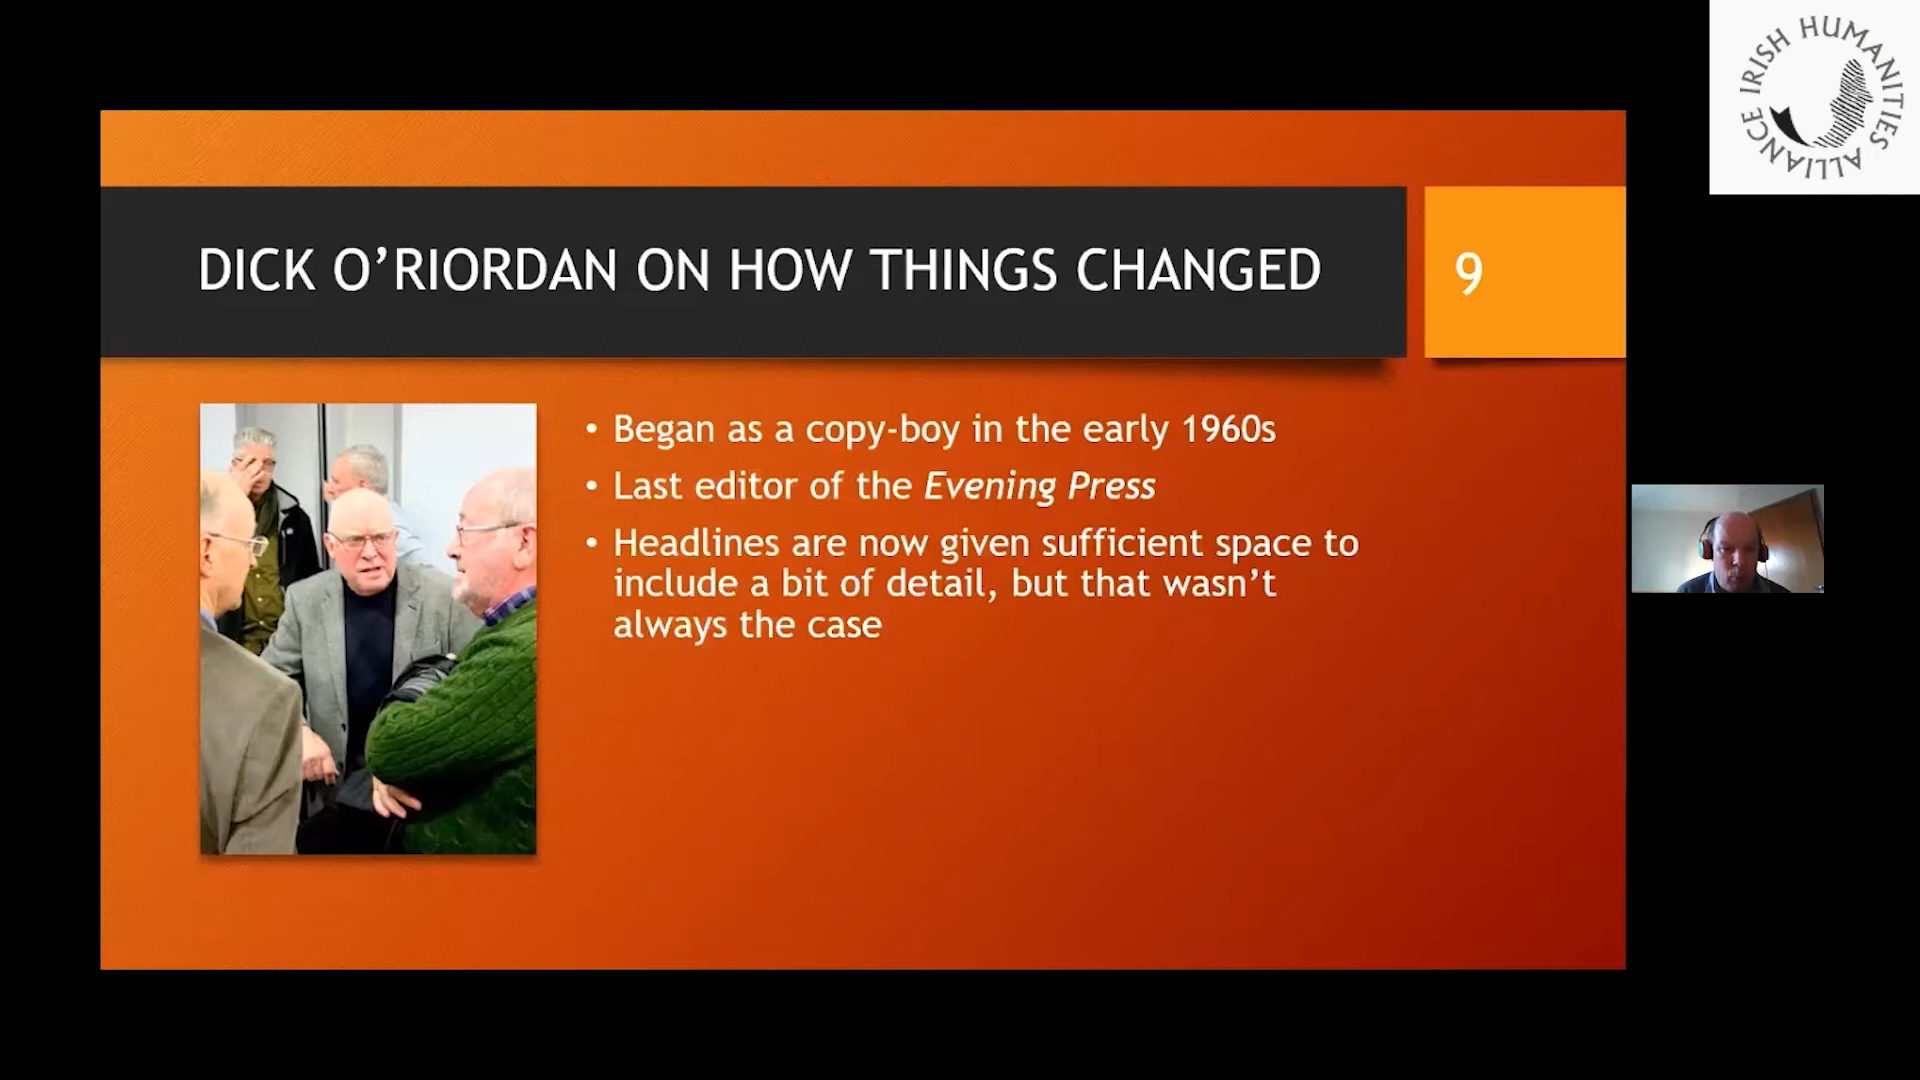 IRISH HUMANITIES ALLIANCE
DICK O’RIORDAN ON HOW THINGS CHANGED
9
• Began as a copy-boy in the early 1960s
• Last editor of the Evening Press
• Headlines are now given sufficient space to
include a bit of detail, but that wasn’t
always the case